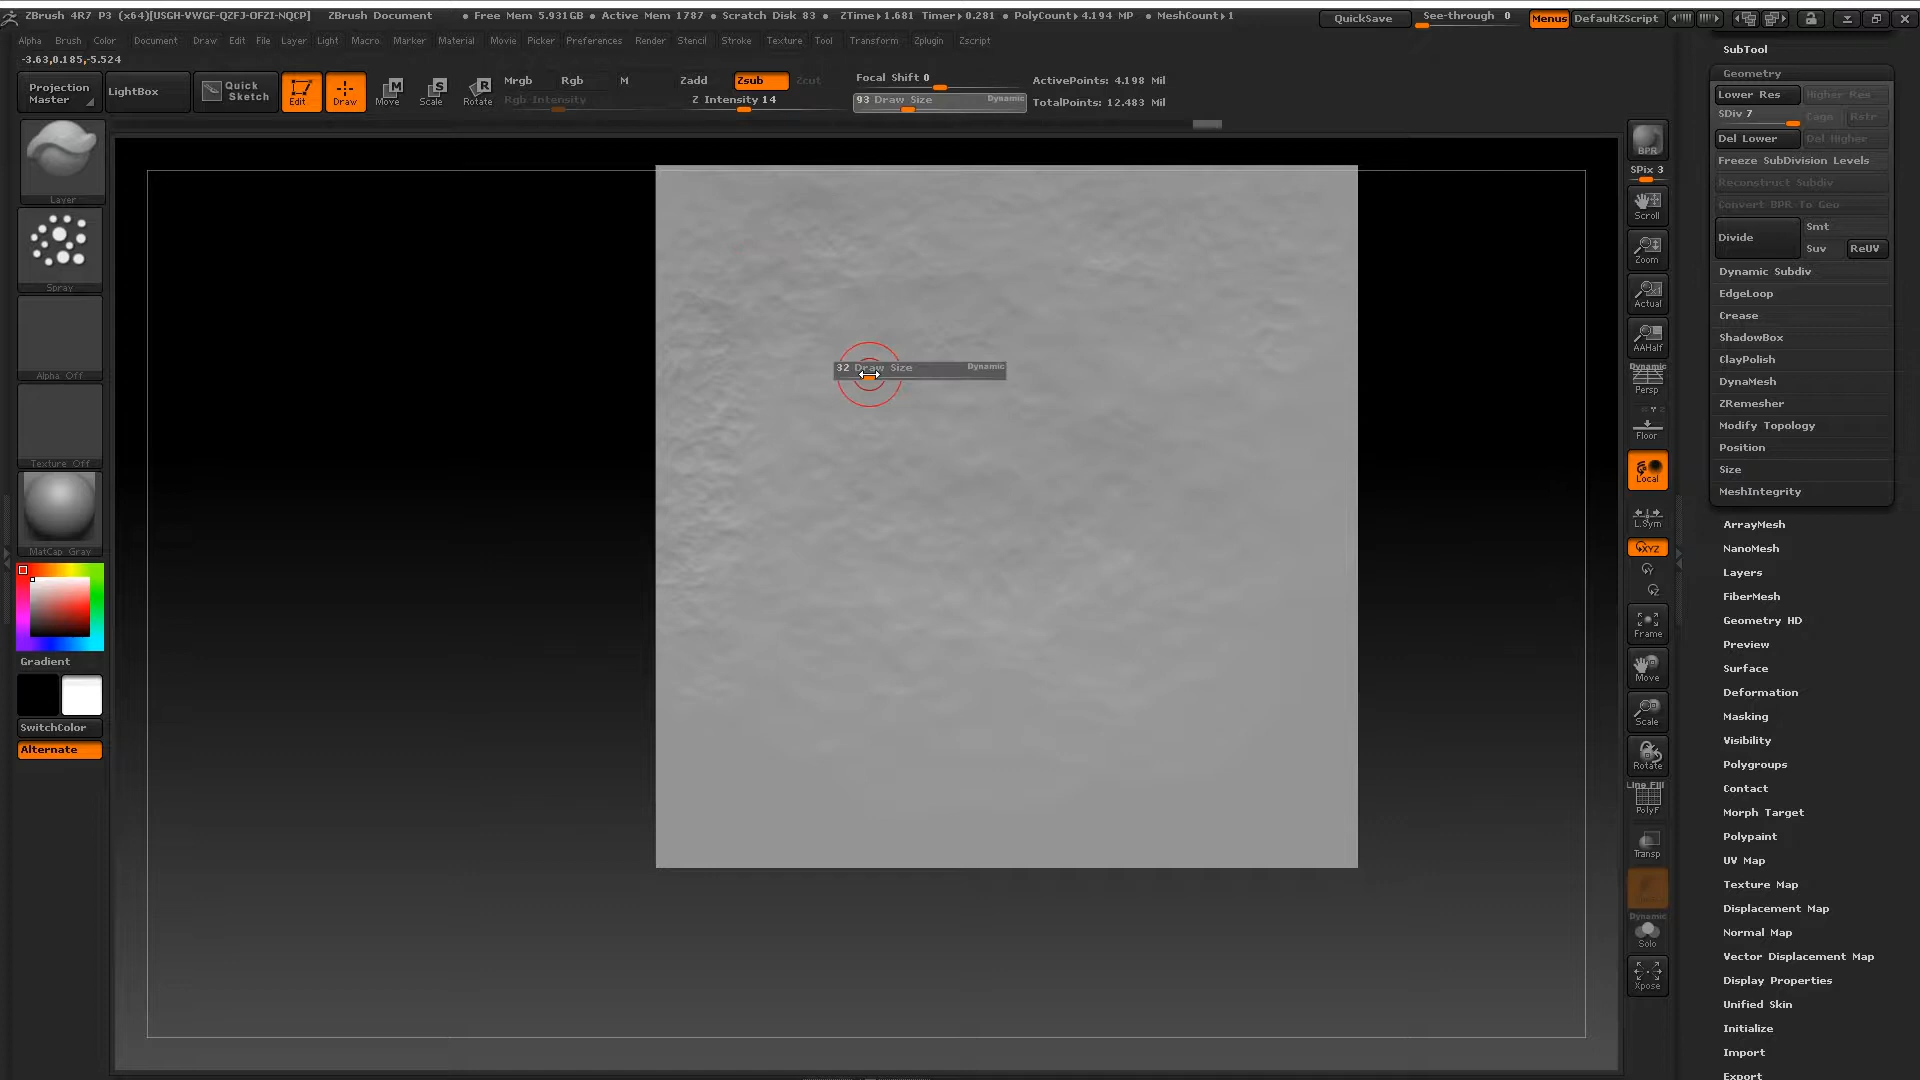 ZBrush 4R7 P3 (x64)[USGH-VWGF-QZFJ-OFZI-NQCP] ZBrush Document • Free Mem 5.931GB • Active Mem 1787 • Scratch Disk 83 • ZTime▸1.681 Timer▸0.281 • PolyCount▸4.194 MP • MeshCount▸1 QuickSave See-through 0 Menus DefaultZScript
Alpha Brush Color Document Draw Edit File Layer Light Macro Marker Material Movie Picker Preferences Render Stencil Stroke Texture Tool Transform Zplugin Zscript
-3.63,0.185,-5.524
Projection Master
LightBox
Quick Sketch
Edit
Draw
Move
Scale
Rotate
Mrgb Rgb M
Rgb Intensity
Zadd Zsub Zcut
Z Intensity 14
Focal Shift 0
93 Draw Size Dynamic
ActivePoints: 4.198 Mil
TotalPoints: 12.483 Mil
Layer
Spray
Alpha Off
Texture Off
MatCap Gray
Gradient
SwitchColor
Alternate
32 Draw Size Dynamic
BPR
SPix 3
Scroll
Zoom
Actual
AAHalf
Dynamic
Persp
Floor
Local
L.Sym
XYZ
Y
Z
Frame
Move
Scale
Rotate
Line Fill
PolyF
Transp
Dynamic
Solo
Xpose
SubTool
Geometry
Lower Res Higher Res
SDiv 7 Cage Rstr
Del Lower Del Higher
Freeze SubDivision Levels
Reconstruct Subdiv
Convert BPR To Geo
Divide Smt
Suv ReUV
Dynamic Subdiv
EdgeLoop
Crease
ShadowBox
ClayPolish
DynaMesh
ZRemesher
Modify Topology
Position
Size
MeshIntegrity
ArrayMesh
NanoMesh
Layers
FiberMesh
Geometry HD
Preview
Surface
Deformation
Masking
Visibility
Polygroups
Contact
Morph Target
Polypaint
UV Map
Texture Map
Displacement Map
Normal Map
Vector Displacement Map
Display Properties
Unified Skin
Initialize
Import
Export